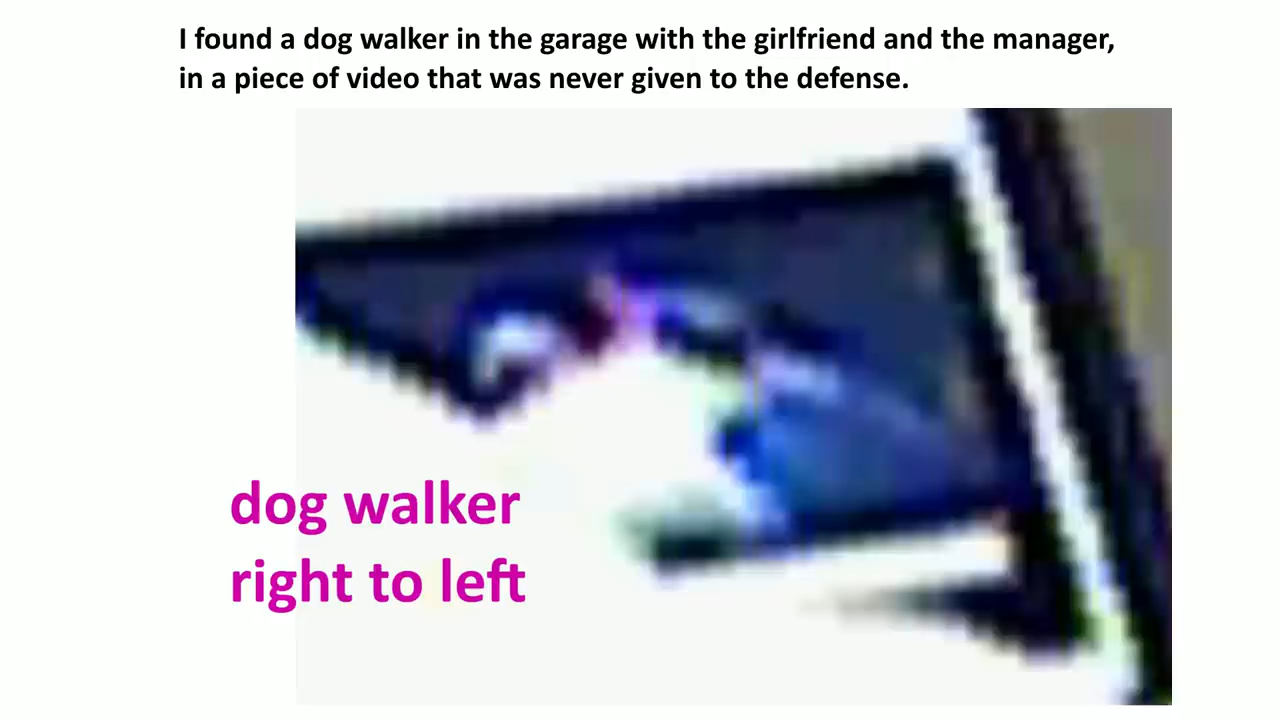 I found a dog walker in the garage with the girlfriend and the manager,
in a piece of video that was never given to the defense.
dog walker
right to left